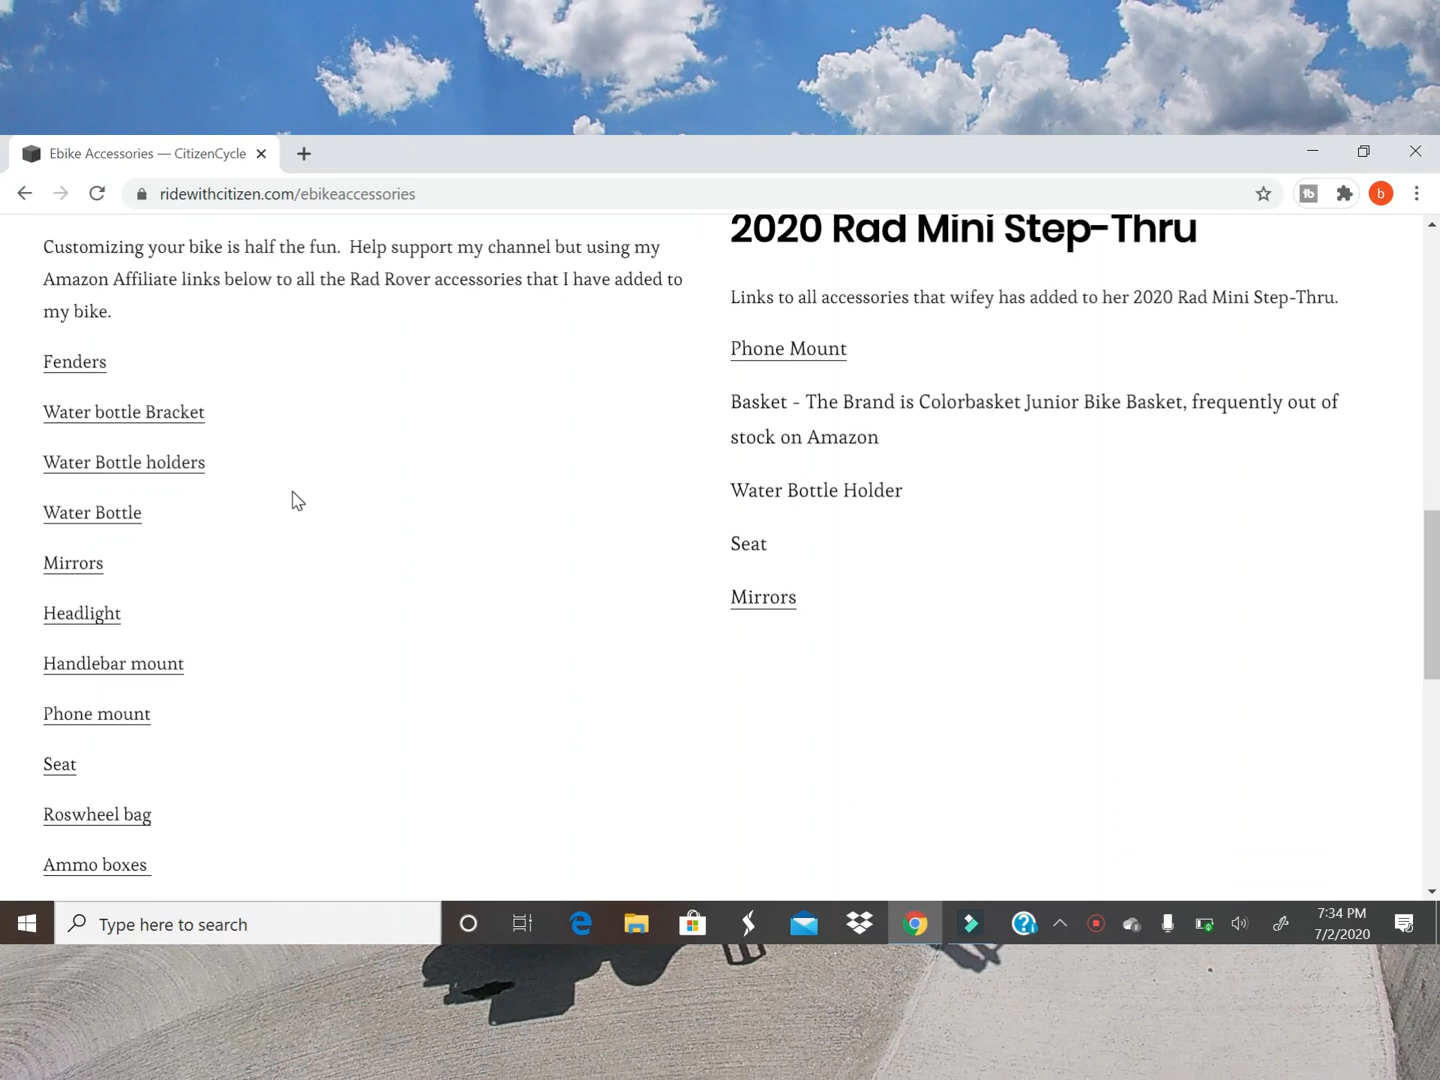 Ebike Accessories — CitizenCycle
ridewithcitizen.com/ebikeaccessories
b
Customizing your bike is half the fun.  Help support my channel but using my
Amazon Affiliate links below to all the Rad Rover accessories that I have added to
my bike.
Fenders
Water bottle Bracket
Water Bottle holders
Water Bottle
Mirrors
Headlight
Handlebar mount
Phone mount
Seat
Roswheel bag
Ammo boxes
2020 Rad Mini Step-Thru
Links to all accessories that wifey has added to her 2020 Rad Mini Step-Thru.
Phone Mount
Basket - The Brand is Colorbasket Junior Bike Basket, frequently out of
stock on Amazon
Water Bottle Holder
Seat
Mirrors
Type here to search
7:34 PM
7/2/2020